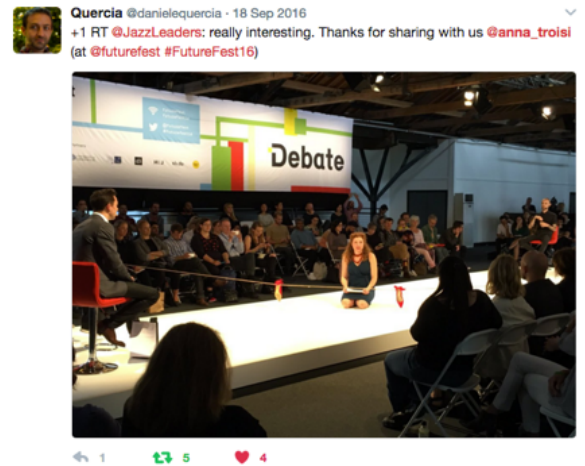 Quercia @danielequercia · 18 Sep 2016
+1 RT @JazzLeaders: really interesting. Thanks for sharing with us @anna_troisi
(at @futurefest #FutureFest16)
Debate
1 5 4